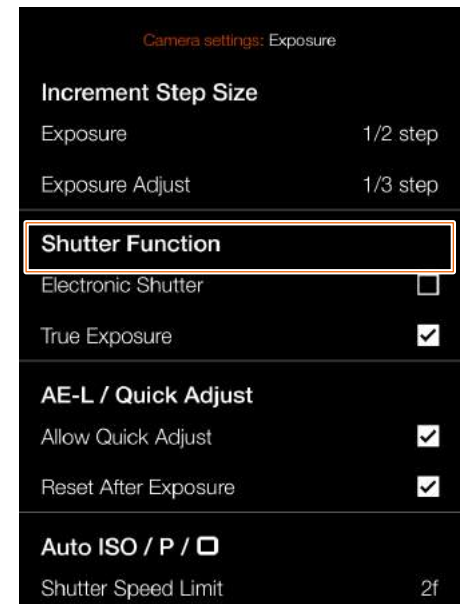 Camera settings: Exposure
Increment Step Size
Exposure 1/2 step
Exposure Adjust 1/3 step
Shutter Function
Electronic Shutter
True Exposure
AE-L / Quick Adjust
Allow Quick Adjust
Reset After Exposure
Auto ISO / P /
Shutter Speed Limit 2f